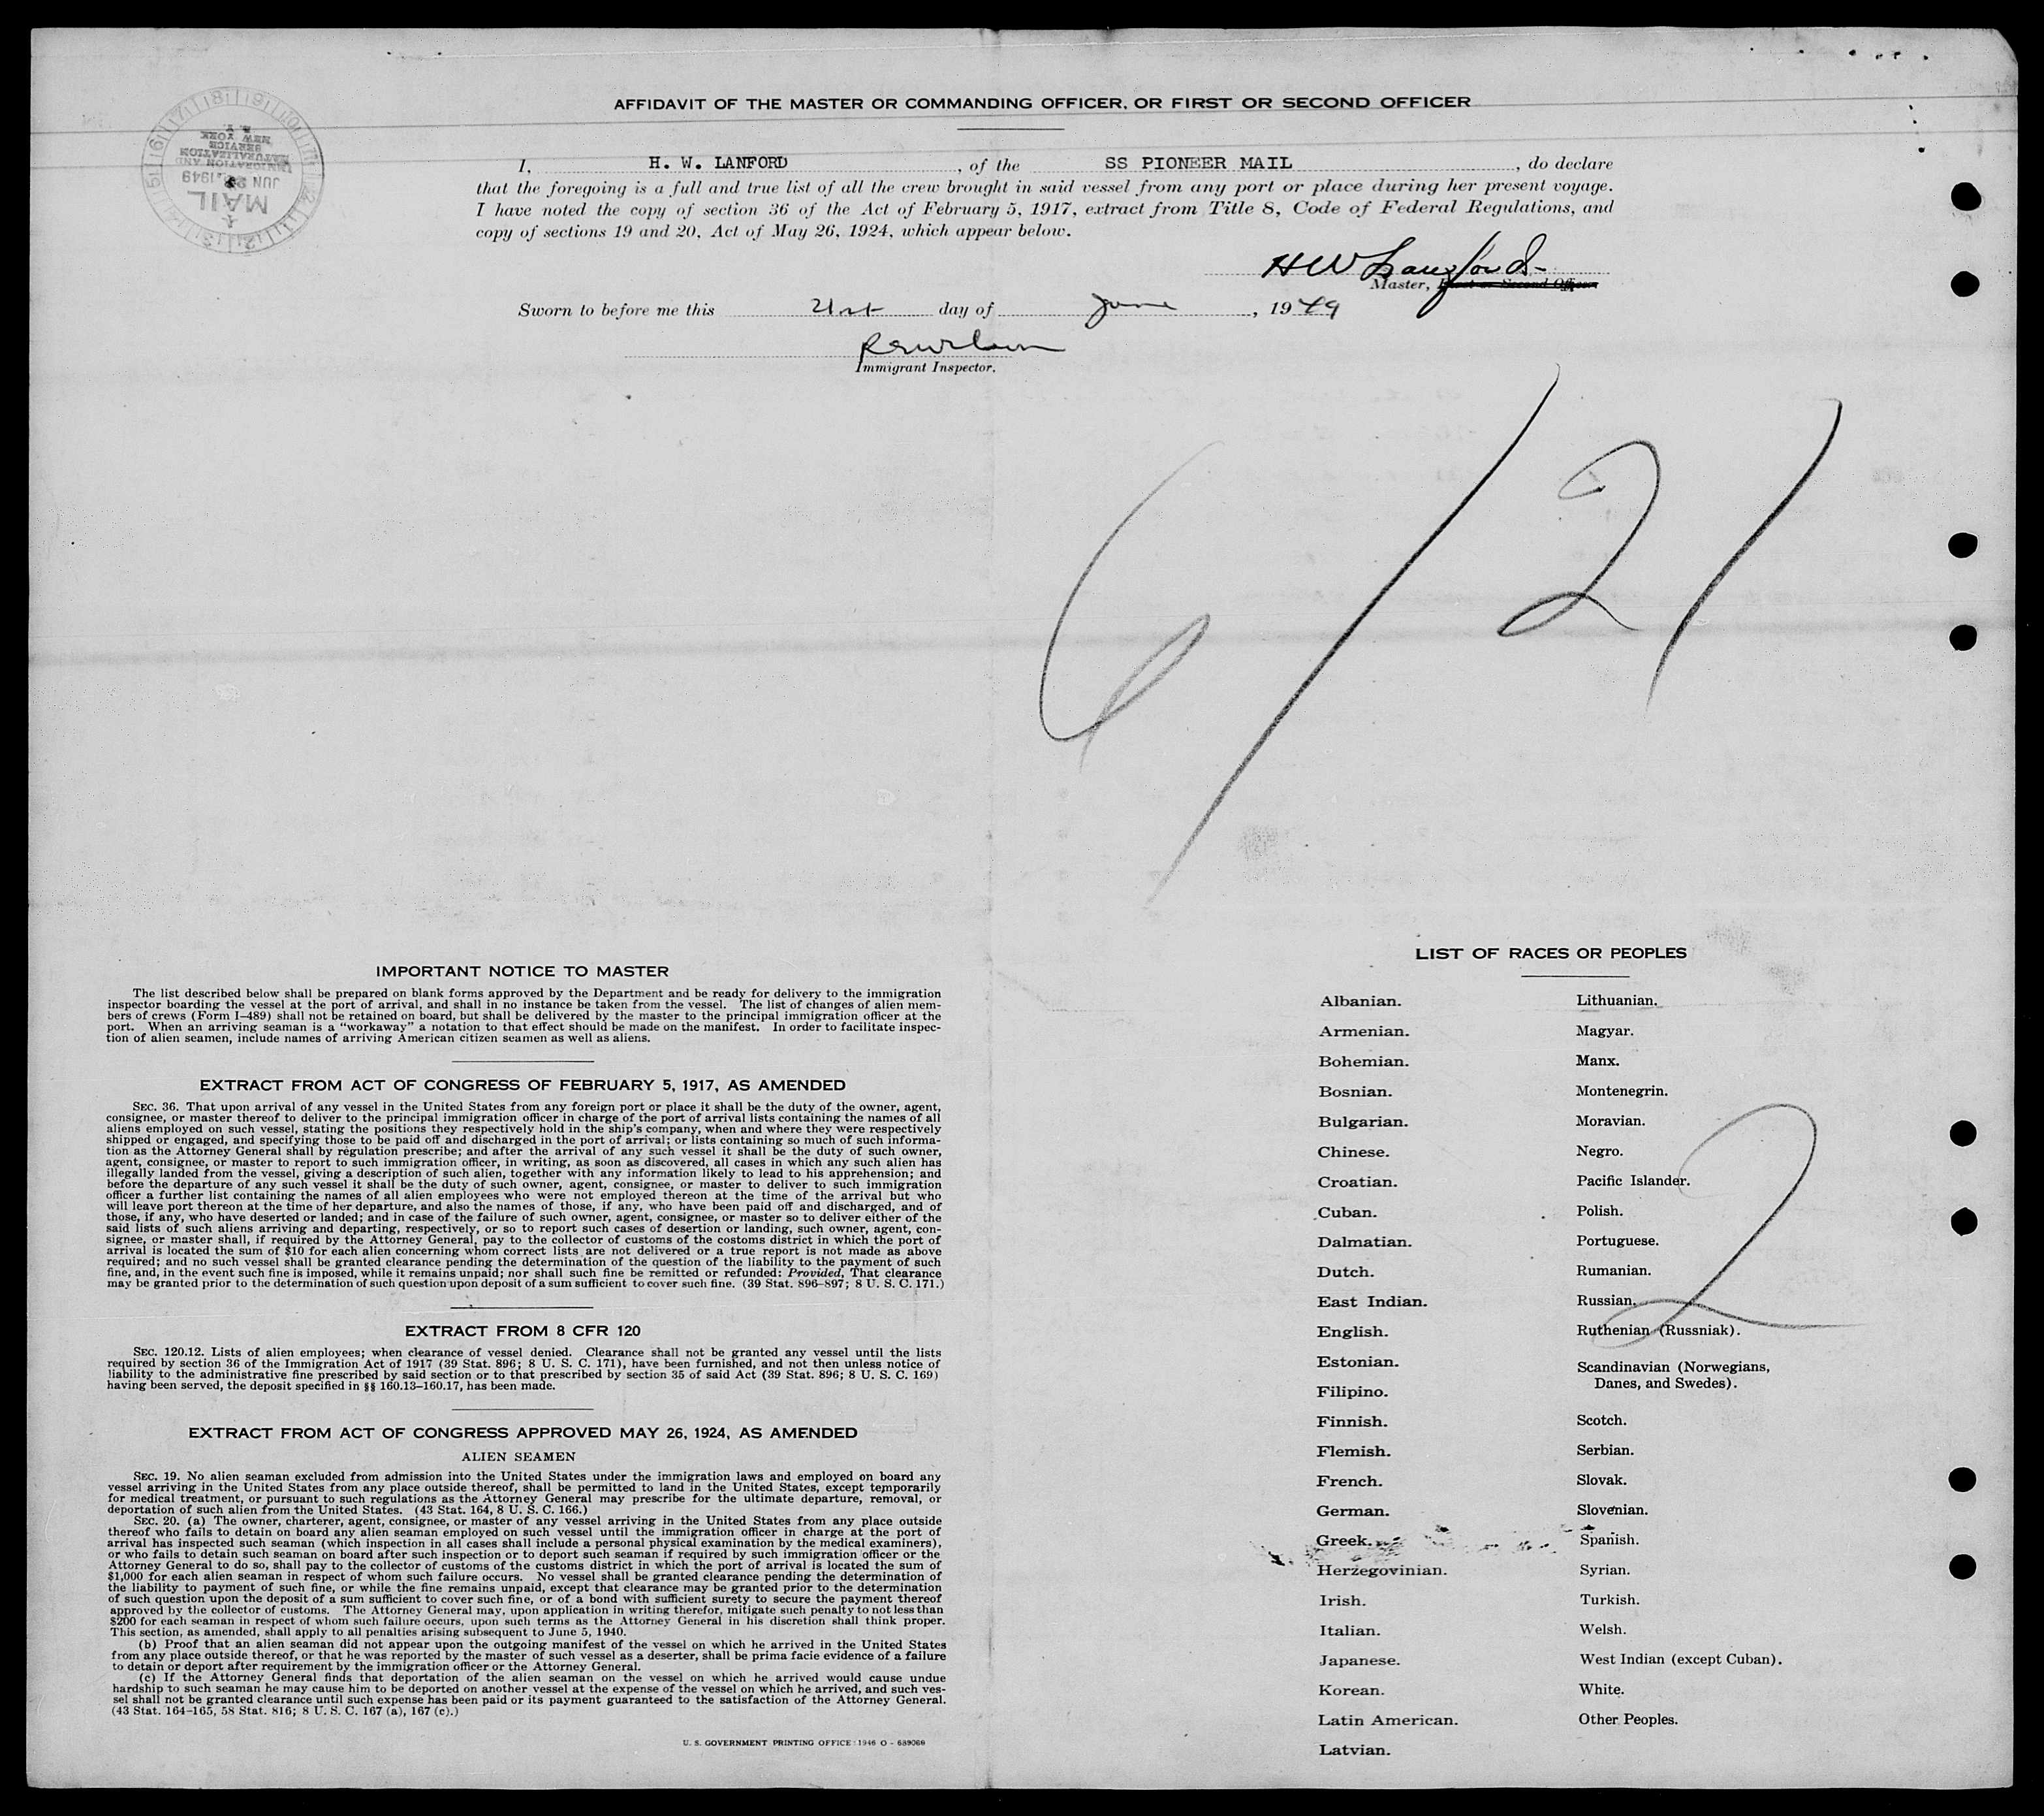 AFFIDAVIT OF THE MASTER OR COMMANDING OFFICER, OR FIRST OR SECOND OFFICER
5 6 7 8 9 10 11 12 1 2 3 4
IMMIGRATION AND
NATURALIZATION
SERVICE
NEW YORK
N. Y.
JUN 1949
MAIL
I, H. W. LANFORD, of the SS PIONEER MAIL, do declare
that the foregoing is a full and true list of all the crew brought in said vessel from any port or place during her present voyage.
I have noted the copy of section 36 of the Act of February 5, 1917, extract from Title 8, Code of Federal Regulations, and
copy of sections 19 and 20, Act of May 26, 1924, which appear below.
H W Langford
Master, First or Second Officer
Sworn to before me this 21st day of June, 1949
Immigrant Inspector.
6/21
IMPORTANT NOTICE TO MASTER
The list described below shall be prepared on blank forms approved by the Department and be ready for delivery to the immigration
inspector boarding the vessel at the port of arrival, and shall in no instance be taken from the vessel. The list of changes of alien mem-
bers of crews (Form I-489) shall not be retained on board, but shall be delivered by the master to the principal immigration officer at the
port. When an arriving seaman is a "workaway" a notation to that effect should be made on the manifest. In order to facilitate inspec-
tion of alien seamen, include names of arriving American citizen seamen as well as aliens.
EXTRACT FROM ACT OF CONGRESS OF FEBRUARY 5, 1917, AS AMENDED
SEC. 36. That upon arrival of any vessel in the United States from any foreign port or place it shall be the duty of the owner, agent,
consignee, or master thereof to deliver to the principal immigration officer in charge of the port of arrival lists containing the names of all
aliens employed on such vessel, stating the positions they respectively hold in the ship's company, when and where they were respectively
shipped or engaged, and specifying those to be paid off and discharged in the port of arrival; or lists containing so much of such informa-
tion as the Attorney General shall by regulation prescribe; and after the arrival of any such vessel it shall be the duty of such owner,
agent, consignee, or master to report to such immigration officer, in writing, as soon as discovered, all cases in which any such alien has
illegally landed from the vessel, giving a description of such alien, together with any information likely to lead to his apprehension; and
before the departure of any such vessel it shall be the duty of such owner, agent, consignee, or master to deliver to such immigration
officer a further list containing the names of all alien employees who were not employed thereon at the time of the arrival but who
will leave port thereon at the time of her departure, and also the names of those, if any, who have been paid off and discharged, and of
those, if any, who have deserted or landed; and in case of the failure of such owner, agent, consignee, or master so to deliver either of the
said lists of such aliens arriving and departing, respectively, or so to report such cases of desertion or landing, such owner, agent, con-
signee, or master shall, if required by the Attorney General, pay to the collector of customs of the costoms district in which the port of
arrival is located the sum of $10 for each alien concerning whom correct lists are not delivered or a true report is not made as above
required; and no such vessel shall be granted clearance pending the determination of the question of the liability to the payment of such
fine, and, in the event such fine is imposed, while it remains unpaid; nor shall such fine be remitted or refunded: Provided, That clearance
may be granted prior to the determination of such question upon deposit of a sum sufficient to cover such fine. (39 Stat. 896-897; 8 U. S. C. 171.)
EXTRACT FROM 8 CFR 120
SEC. 120.12. Lists of alien employees; when clearance of vessel denied. Clearance shall not be granted any vessel until the lists
required by section 36 of the Immigration Act of 1917 (39 Stat. 896; 8 U. S. C. 171), have been furnished, and not then unless notice of
liability to the administrative fine prescribed by said section or to that prescribed by section 35 of said Act (39 Stat. 896; 8 U. S. C. 169)
having been served, the deposit specified in §§ 160.13-160.17, has been made.
EXTRACT FROM ACT OF CONGRESS APPROVED MAY 26, 1924, AS AMENDED
ALIEN SEAMEN
SEC. 19. No alien seaman excluded from admission into the United States under the immigration laws and employed on board any
vessel arriving in the United States from any place outside thereof, shall be permitted to land in the United States, except temporarily
for medical treatment, or pursuant to such regulations as the Attorney General may prescribe for the ultimate departure, removal, or
deportation of such alien from the United States. (43 Stat. 164, 8 U. S. C. 166.)
SEC. 20. (a) The owner, charterer, agent, consignee, or master of any vessel arriving in the United States from any place outside
thereof who fails to detain on board any alien seaman employed on such vessel until the immigration officer in charge at the port of
arrival has inspected such seaman (which inspection in all cases shall include a personal physical examination by the medical examiners),
or who fails to detain such seaman on board after such inspection or to deport such seaman if required by such immigration officer or the
Attorney General to do so, shall pay to the collector of customs of the customs district in which the port of arrival is located the sum of
$1,000 for each alien seaman in respect of whom such failure occurs. No vessel shall be granted clearance pending the determination of
the liability to payment of such fine, or while the fine remains unpaid, except that clearance may be granted prior to the determination
of such question upon the deposit of a sum sufficient to cover such fine, or of a bond with sufficient surety to secure the payment thereof
approved by the collector of customs. The Attorney General may, upon application in writing therefor, mitigate such penalty to not less than
$200 for each seaman in respect of whom such failure occurs, upon such terms as the Attorney General in his discretion shall think proper.
This section, as amended, shall apply to all penalties arising subsequent to June 5, 1940.
(b) Proof that an alien seaman did not appear upon the outgoing manifest of the vessel on which he arrived in the United States
from any place outside thereof, or that he was reported by the master of such vessel as a deserter, shall be prima facie evidence of a failure
to detain or deport after requirement by the immigration officer or the Attorney General.
(c) If the Attorney General finds that deportation of the alien seaman on the vessel on which he arrived would cause undue
hardship to such seaman he may cause him to be deported on another vessel at the expense of the vessel on which he arrived, and such ves-
sel shall not be granted clearance until such expense has been paid or its payment guaranteed to the satisfaction of the Attorney General.
(43 Stat. 164-165, 58 Stat. 816; 8 U. S. C. 167 (a), 167 (c).)
U. S. GOVERNMENT PRINTING OFFICE: 1946 O - 689066
LIST OF RACES OR PEOPLES
Albanian.
Armenian.
Bohemian.
Bosnian.
Bulgarian.
Chinese.
Croatian.
Cuban.
Dalmatian.
Dutch.
East Indian.
English.
Estonian.
Filipino.
Finnish.
Flemish.
French.
German.
Greek.
Herzegovinian.
Irish.
Italian.
Japanese.
Korean.
Latin American.
Latvian.
Lithuanian.
Magyar.
Manx.
Montenegrin.
Moravian.
Negro.
Pacific Islander.
Polish.
Portuguese.
Rumanian.
Russian.
Ruthenian (Russniak).
Scandinavian (Norwegians,
Danes, and Swedes).
Scotch.
Serbian.
Slovak.
Slovenian.
Spanish.
Syrian.
Turkish.
Welsh.
West Indian (except Cuban).
White.
Other Peoples.
2